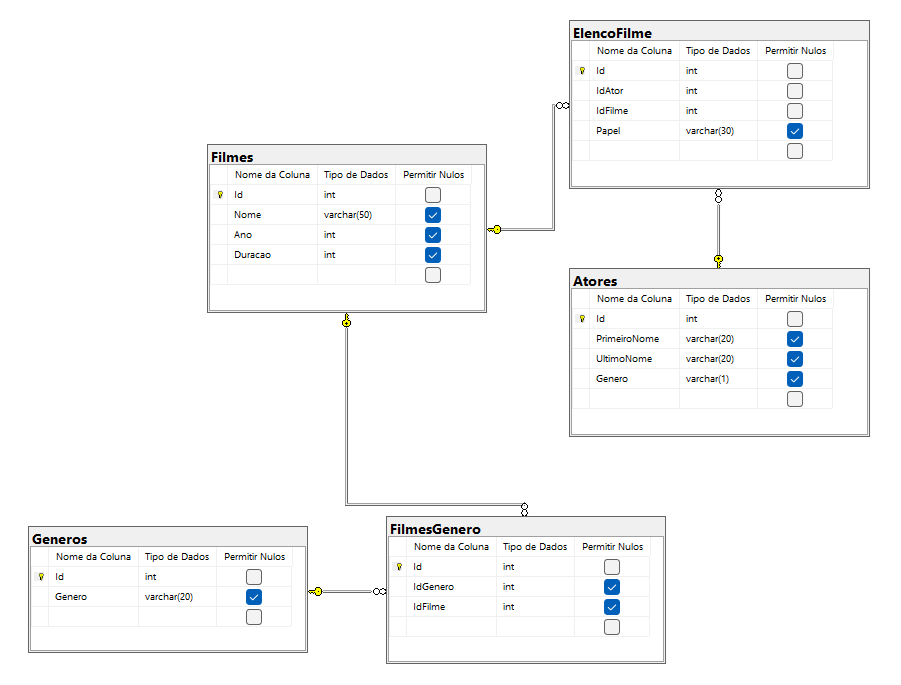 ElencoFilme
Nome da Coluna Tipo de Dados Permitir Nulos
Id int
IdAtor int
IdFilme int
Papel varchar(30)
Filmes
Nome da Coluna Tipo de Dados Permitir Nulos
Id int
Nome varchar(50)
Ano int
Duracao int
Atores
Nome da Coluna Tipo de Dados Permitir Nulos
Id int
PrimeiroNome varchar(20)
UltimoNome varchar(20)
Genero varchar(1)
Generos
Nome da Coluna Tipo de Dados Permitir Nulos
Id int
Genero varchar(20)
FilmesGenero
Nome da Coluna Tipo de Dados Permitir Nulos
Id int
IdGenero int
IdFilme int